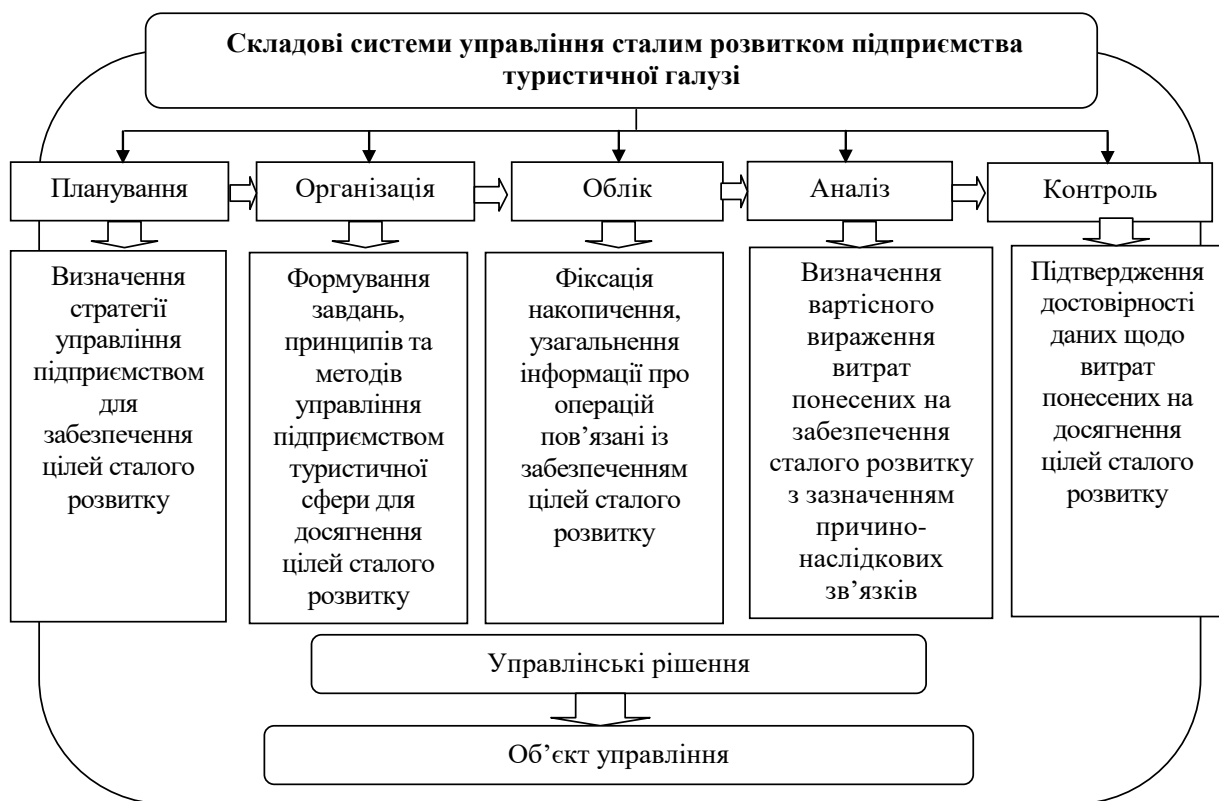 Складові системи управління сталим розвитком підприємства
туристичної галузі
Планування
Організація
Облік
Аналіз
Контроль
Визначення
стратегії
управління
підприємством
для
забезпечення
цілей сталого
розвитку
Формування
завдань,
принципів та
методів
управління
підприємством
туристичної
сфери для
досягнення
цілей сталого
розвитку
Фіксація
накопичення,
узагальнення
інформації про
операцій
пов’язані із
забезпеченням
цілей сталого
розвитку
Визначення
вартісного
вираження
витрат
понесених на
забезпечення
сталого розвитку
з зазначенням
причино-
наслідкових
зв’язків
Підтвердження
достовірності
даних щодо
витрат
понесених на
досягнення
цілей сталого
розвитку
Управлінські рішення
Об’єкт управління